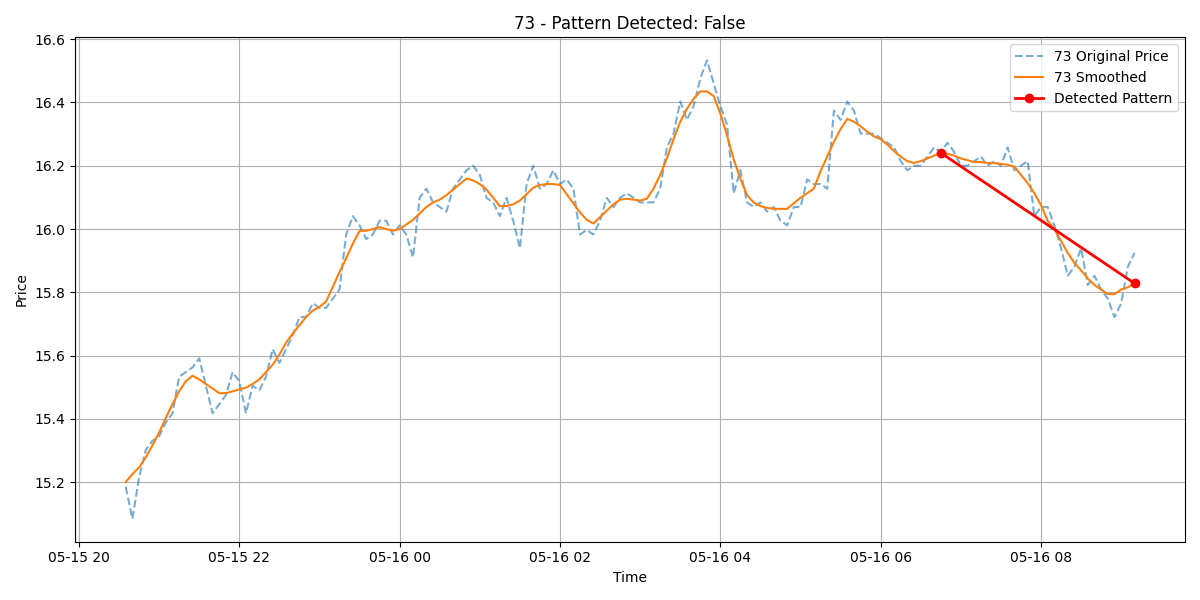 73 - Pattern Detected: False
73 Original Price
73 Smoothed
Detected Pattern
16.6
16.4
16.2
16.0
15.8
15.6
15.4
15.2
Price
05-15 20
05-15 22
05-16 00
05-16 02
05-16 04
05-16 06
05-16 08
Time